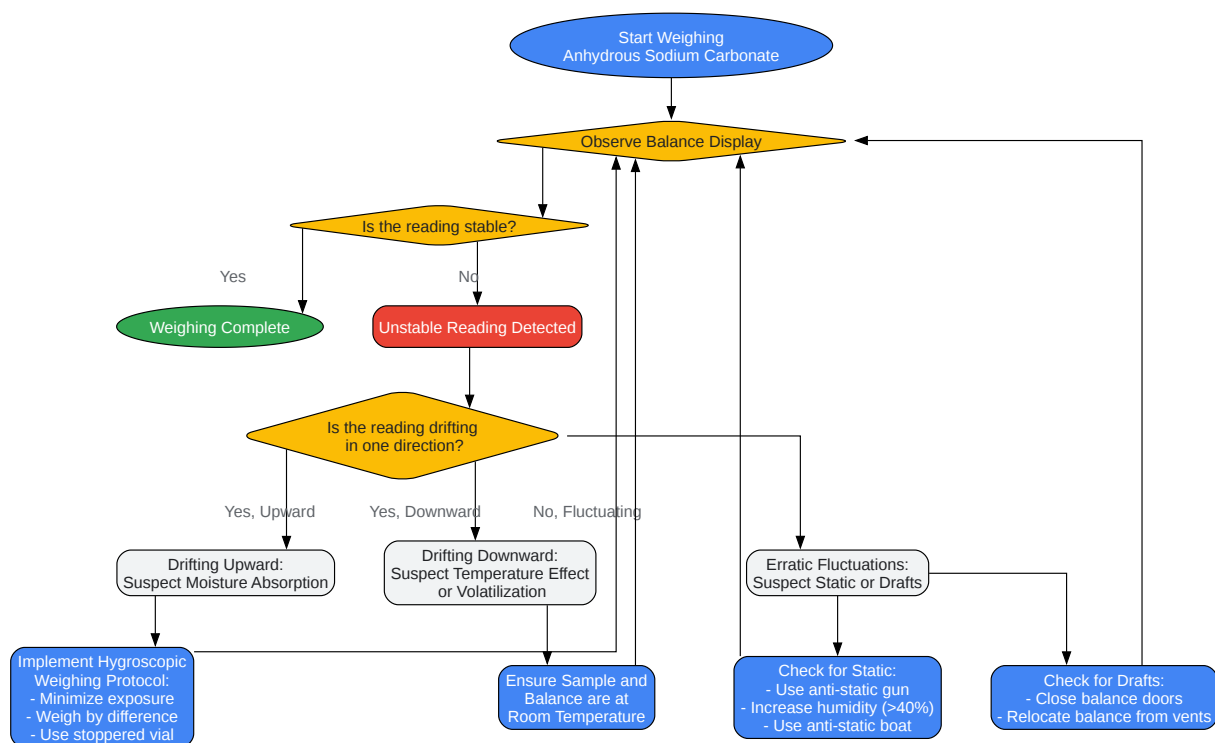 Start Weighing
Anhydrous Sodium Carbonate
Observe Balance Display
Is the reading stable?
Yes
No
Weighing Complete
Unstable Reading Detected
Is the reading drifting
in one direction?
Yes, Upward
Yes, Downward
No, Fluctuating
Drifting Upward:
Suspect Moisture Absorption
Drifting Downward:
Suspect Temperature Effect
or Volatilization
Erratic Fluctuations:
Suspect Static or Drafts
Implement Hygroscopic
Weighing Protocol:
- Minimize exposure
- Weigh by difference
- Use stoppered vial
Ensure Sample and
Balance are at
Room Temperature
Check for Static:
- Use anti-static gun
- Increase humidity (>40%)
- Use anti-static boat
Check for Drafts:
- Close balance doors
- Relocate balance from vents